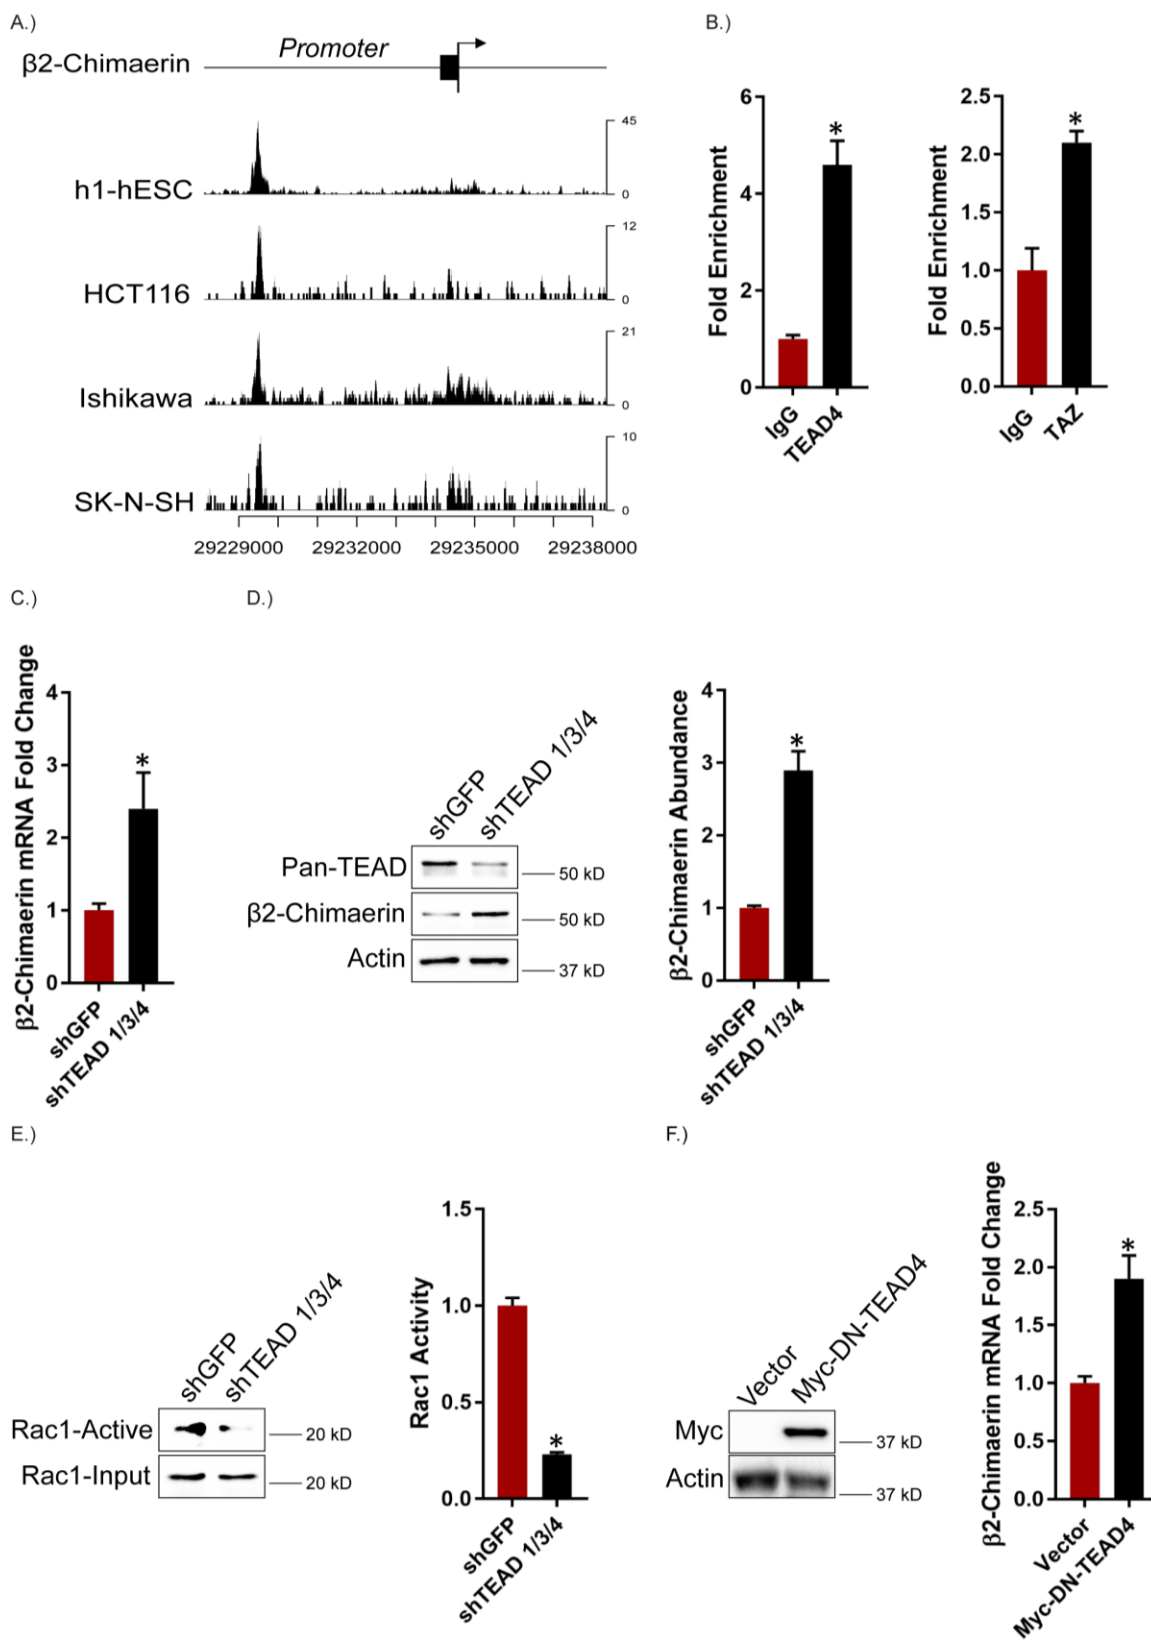 A.)
β2-Chimaerin
Promoter
45
h1-hESC
0
12
HCT116
0
21
Ishikawa
0
10
SK-N-SH
0
29229000 29232000 29235000 29238000
B.)
Fold Enrichment
6
4
2
0
*
IgG
TEAD4
Fold Enrichment
2.5
2.0
1.5
1.0
0.5
0.0
*
IgG
TAZ
C.)
β2-Chimaerin mRNA Fold Change
4
3
2
1
0
*
shGFP
shTEAD 1/3/4
D.)
shGFP
shTEAD 1/3/4
Pan-TEAD
50 kD
β2-Chimaerin
50 kD
Actin
37 kD
β2-Chimaerin Abundance
4
3
2
1
0
*
shGFP
shTEAD 1/3/4
E.)
shGFP
shTEAD 1/3/4
Rac1-Active
20 kD
Rac1-Input
20 kD
Rac1 Activity
1.5
1.0
0.5
0.0
*
shGFP
shTEAD 1/3/4
F.)
Vector
Myc-DN-TEAD4
Myc
37 kD
Actin
37 kD
β2-Chimaerin mRNA Fold Change
2.5
2.0
1.5
1.0
0.5
0.0
*
Vector
Myc-DN-TEAD4